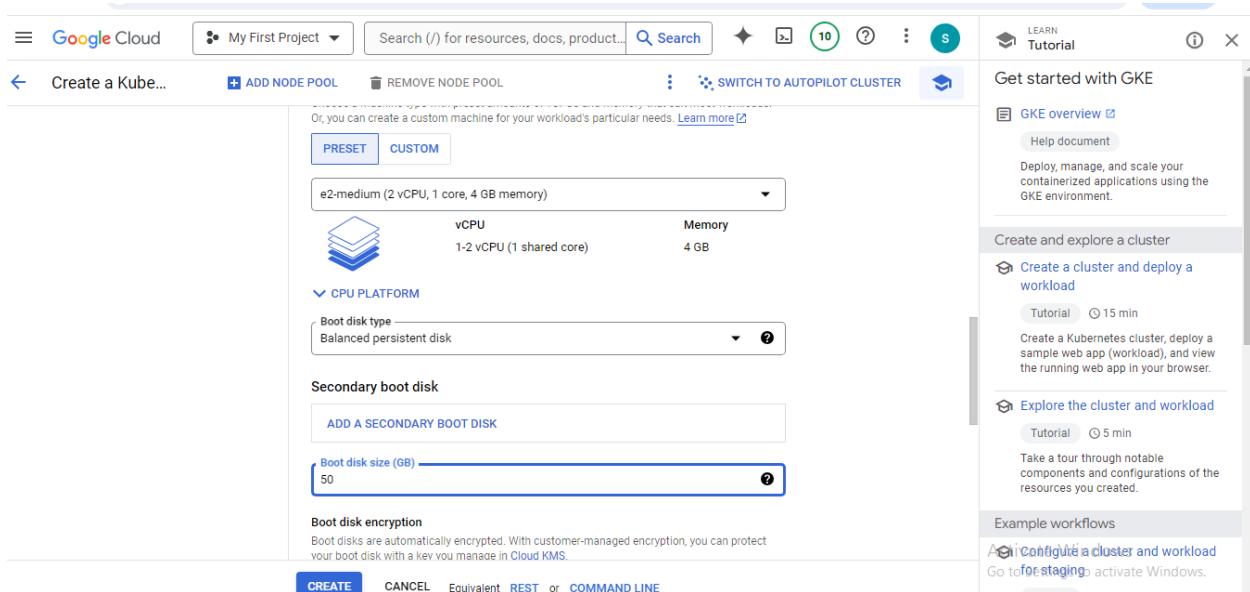 Google Cloud
My First Project
Search (/) for resources, docs, product...
Search
10
S
LEARN
Tutorial
Create a Kube...
ADD NODE POOL
REMOVE NODE POOL
SWITCH TO AUTOPILOT CLUSTER
Or, you can create a custom machine for your workload's particular needs. Learn more
PRESET
CUSTOM
e2-medium (2 vCPU, 1 core, 4 GB memory)
vCPU
Memory
1-2 vCPU (1 shared core)
4 GB
CPU PLATFORM
Boot disk type
Balanced persistent disk
Secondary boot disk
ADD A SECONDARY BOOT DISK
Boot disk size (GB)
50
Boot disk encryption
Boot disks are automatically encrypted. With customer-managed encryption, you can protect
your boot disk with a key you manage in Cloud KMS.
CREATE
CANCEL
Equivalent REST or COMMAND LINE
Get started with GKE
GKE overview
Help document
Deploy, manage, and scale your
containerized applications using the
GKE environment.
Create and explore a cluster
Create a cluster and deploy a
workload
Tutorial
15 min
Create a Kubernetes cluster, deploy a
sample web app (workload), and view
the running web app in your browser.
Explore the cluster and workload
Tutorial
5 min
Take a tour through notable
components and configurations of the
resources you created.
Example workflows
Configure a cluster and workload
for staging
Activate Windows
Go to Settings to activate Windows.